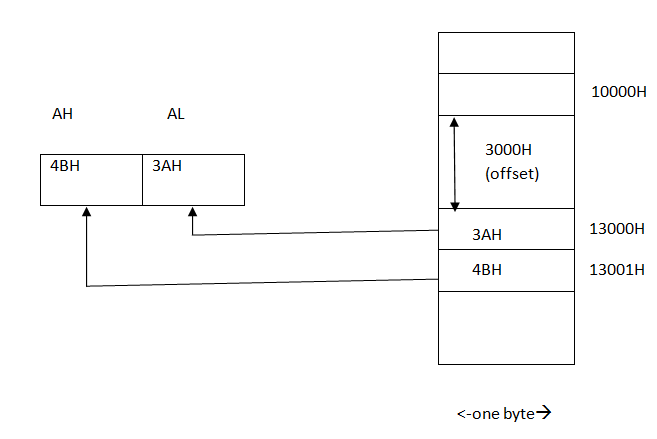 10000H
AH AL
3000H
(offset)
4BH 3AH
3AH 13000H
4BH 13001H
<-one byte→